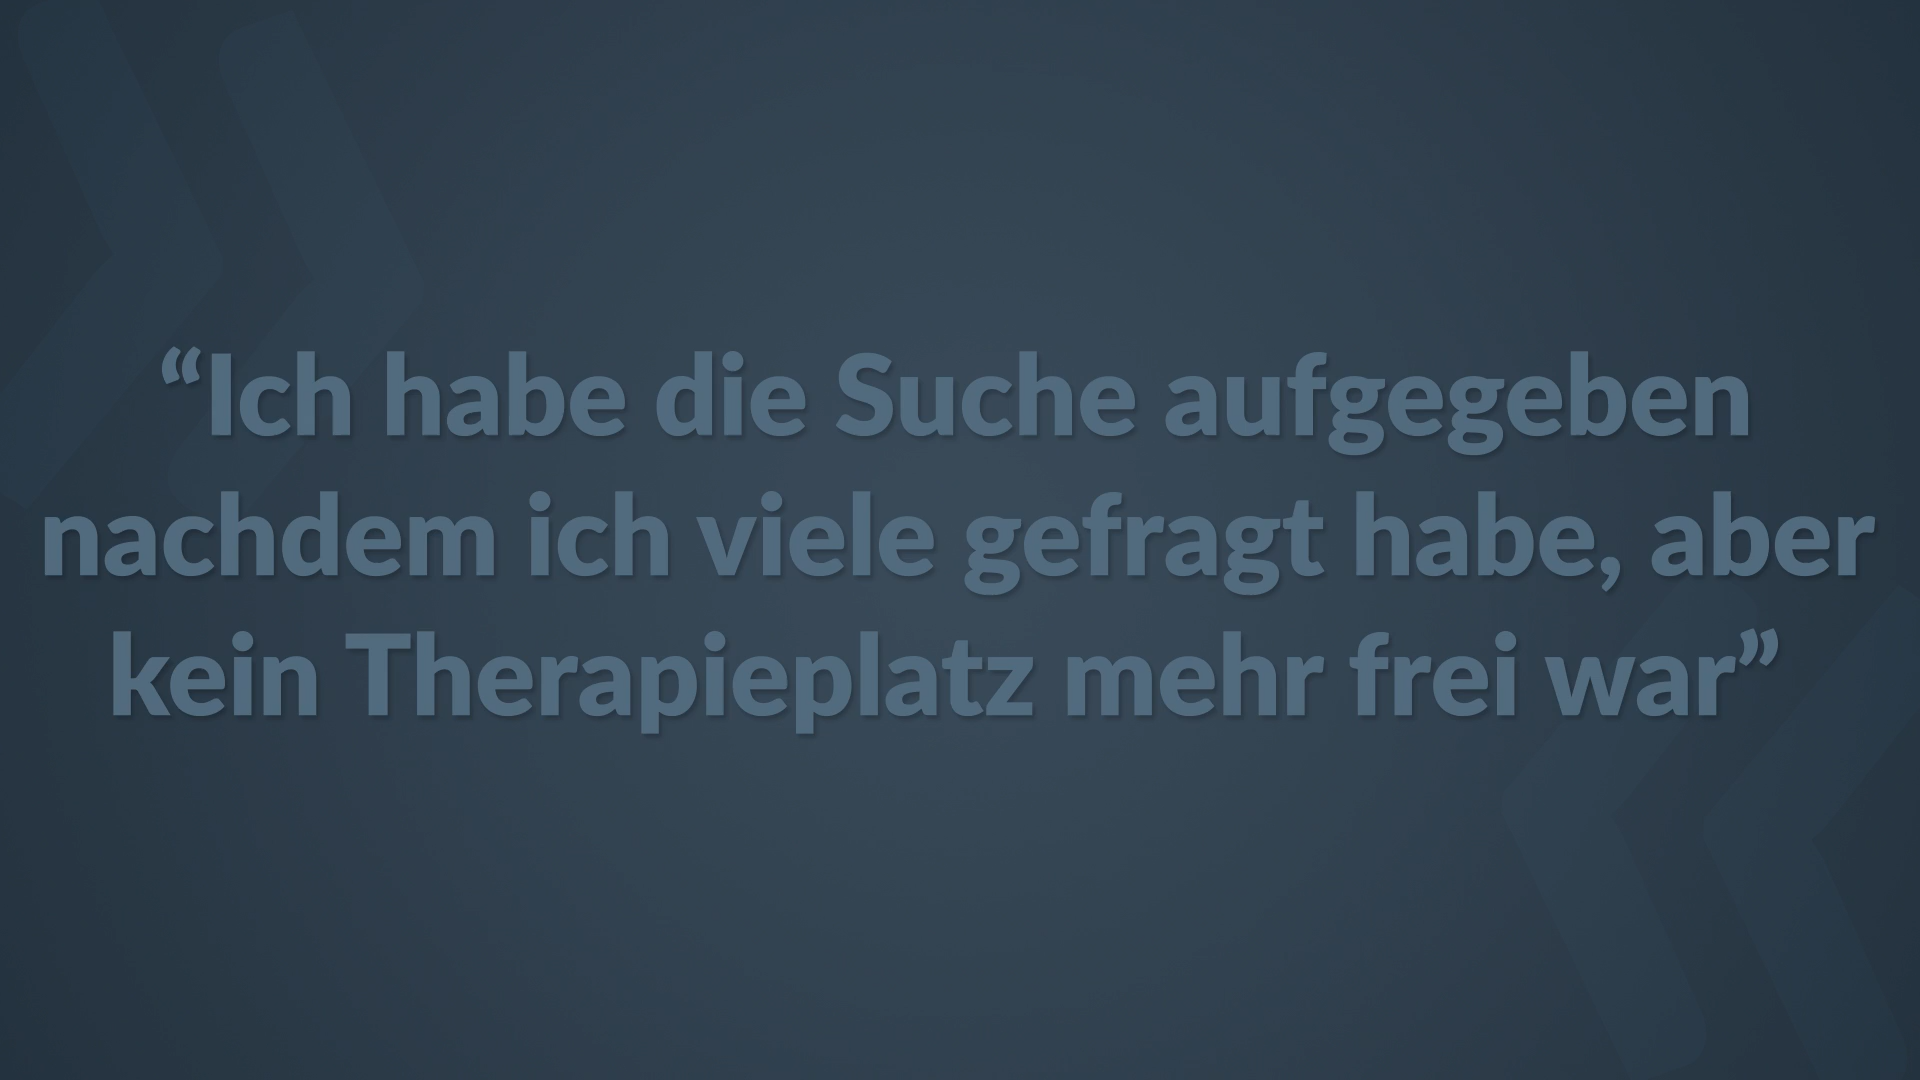 “Ich habe die Suche aufgegeben
nachdem ich viele gefragt habe, aber
kein Therapieplatz mehr frei war”